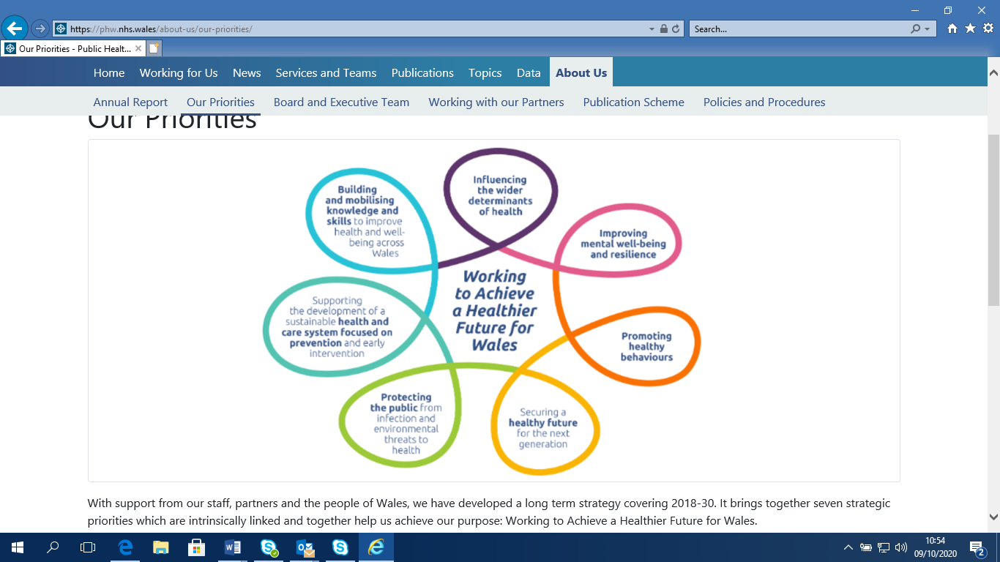 https://phw.nhs.wales/about-us/our-priorities/
Search...
Our Priorities - Public Healt...
Home Working for Us News Services and Teams Publications Topics Data About Us
Annual Report Our Priorities Board and Executive Team Working with our Partners Publication Scheme Policies and Procedures
Our Priorities
Influencing
the wider
determinants
of health
Improving
mental well-being
and resilience
Promoting
healthy
behaviours
Securing a
healthy future
for the next
generation
Protecting
the public from
infection and
environmental
threats to
health
Supporting
the development of a
sustainable health and
care system focused on
prevention and early
intervention
Building
and mobilising
knowledge and
skills to improve
health and well-
being across
Wales
Working
to Achieve
a Healthier
Future for
Wales
With support from our staff, partners and the people of Wales, we have developed a long term strategy covering 2018-30. It brings together seven strategic
priorities which are intrinsically linked and together help us achieve our purpose: Working to Achieve a Healthier Future for Wales.
10:54
09/10/2020
2